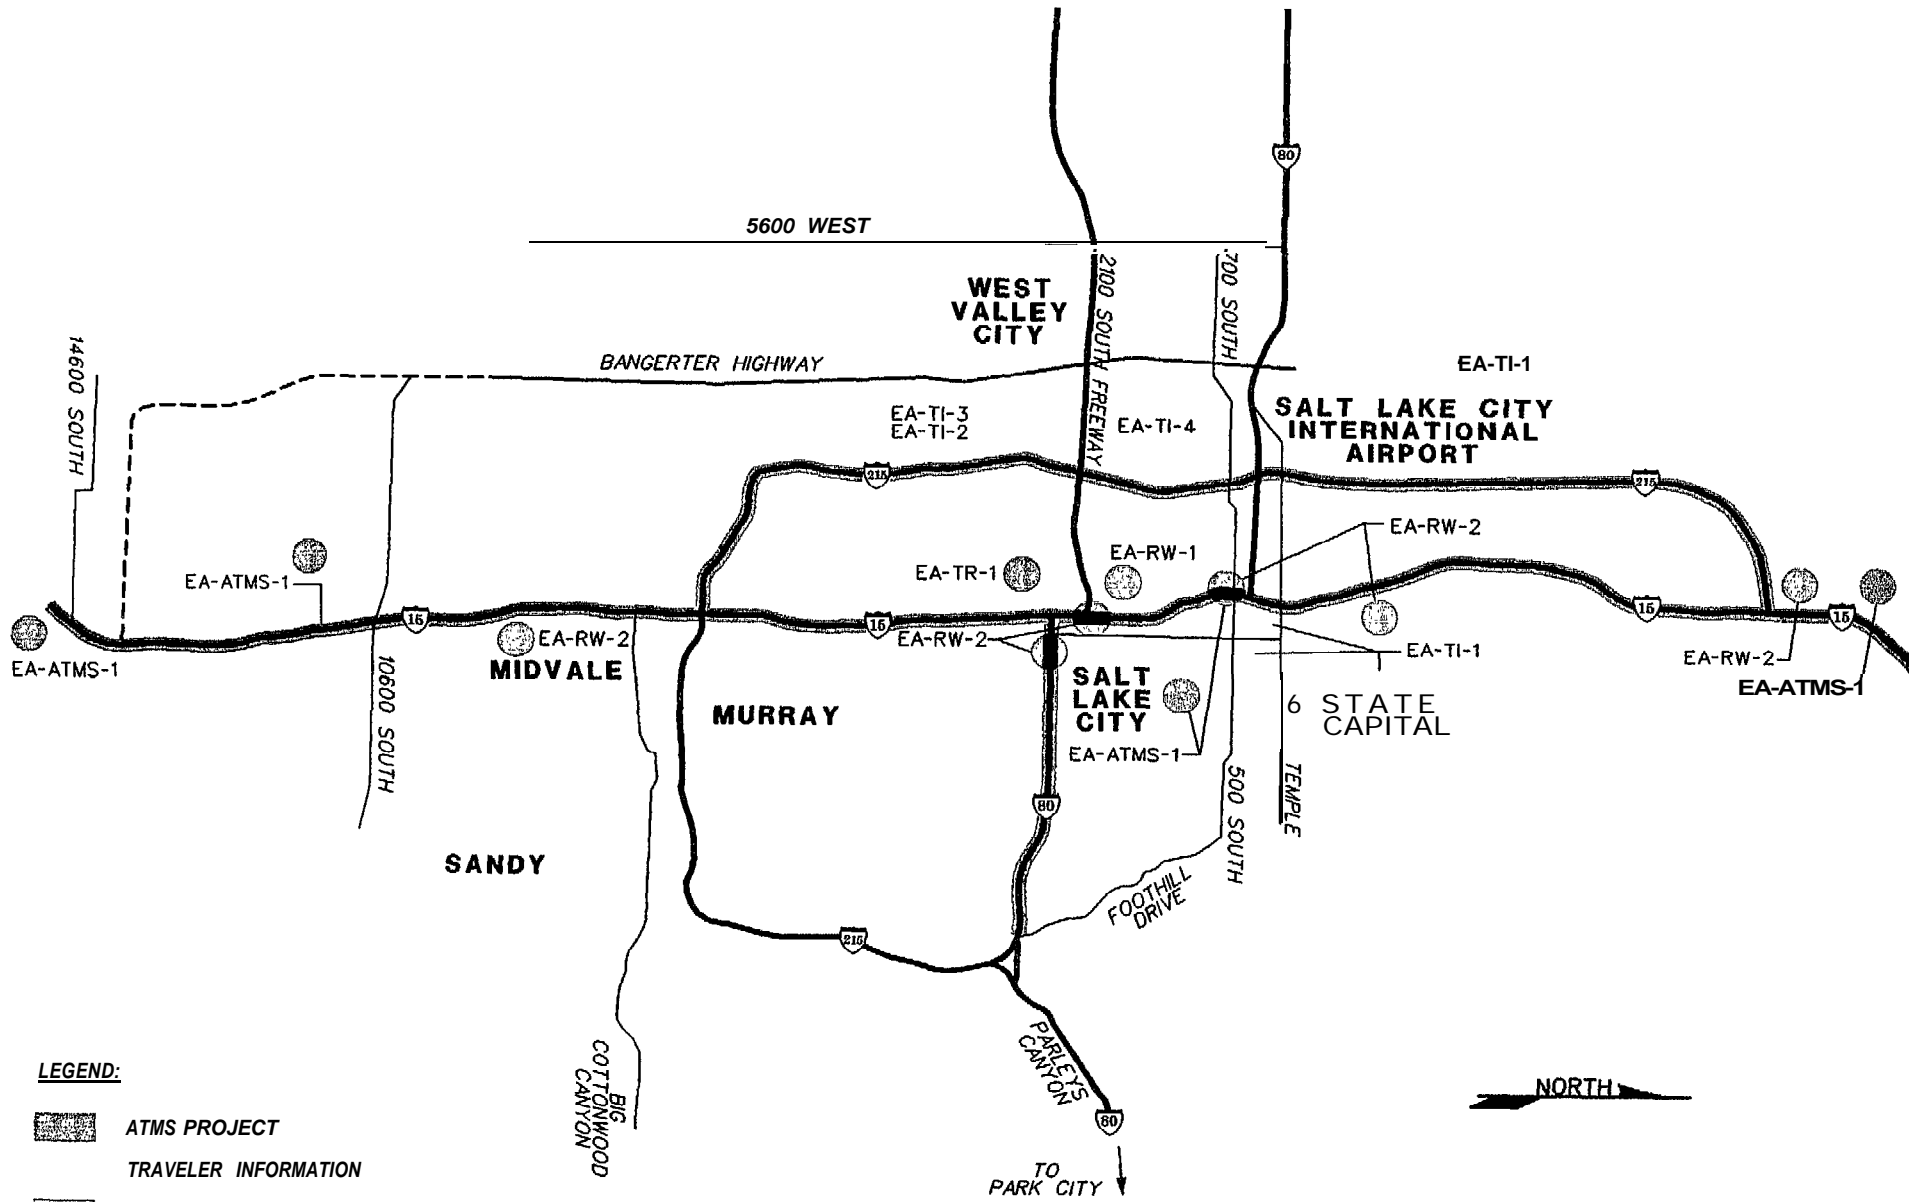 80
5600 WEST
WEST
VALLEY
CITY
2100 SOUTH FREEWAY
700 SOUTH
14600 SOUTH
BANGERTER HIGHWAY
EA-TI-1
EA-TI-3
EA-TI-2
EA-TI-4
SALT LAKE CITY
INTERNATIONAL
AIRPORT
215
215
EA-RW-2
EA-RW-1
EA-TR-1
EA-ATMS-1
15
15
15
15
EA-RW-2
EA-RW-2
EA-TI-1
EA-RW-2
EA-ATMS-1
EA-ATMS-1
MIDVALE
10600 SOUTH
MURRAY
SALT
LAKE
CITY
EA-ATMS-1
6 STATE
CAPITAL
500 SOUTH
TEMPLE
80
SANDY
FOOTHILL
DRIVE
215
PARLEYS
CANYON
BIG
COTTONWOOD
CANYON
80
TO
PARK CITY
NORTH
LEGEND:
ATMS PROJECT
TRAVELER INFORMATION